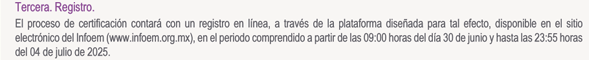 Tercera. Registro.
El proceso de certificación contará con un registro en línea, a través de la plataforma diseñada para tal efecto, disponible en el sitio
electrónico del Infoem (www.infoem.org.mx), en el periodo comprendido a partir de las 09:00 horas del día 30 de junio y hasta las 23:55 horas
del 04 de julio de 2025.